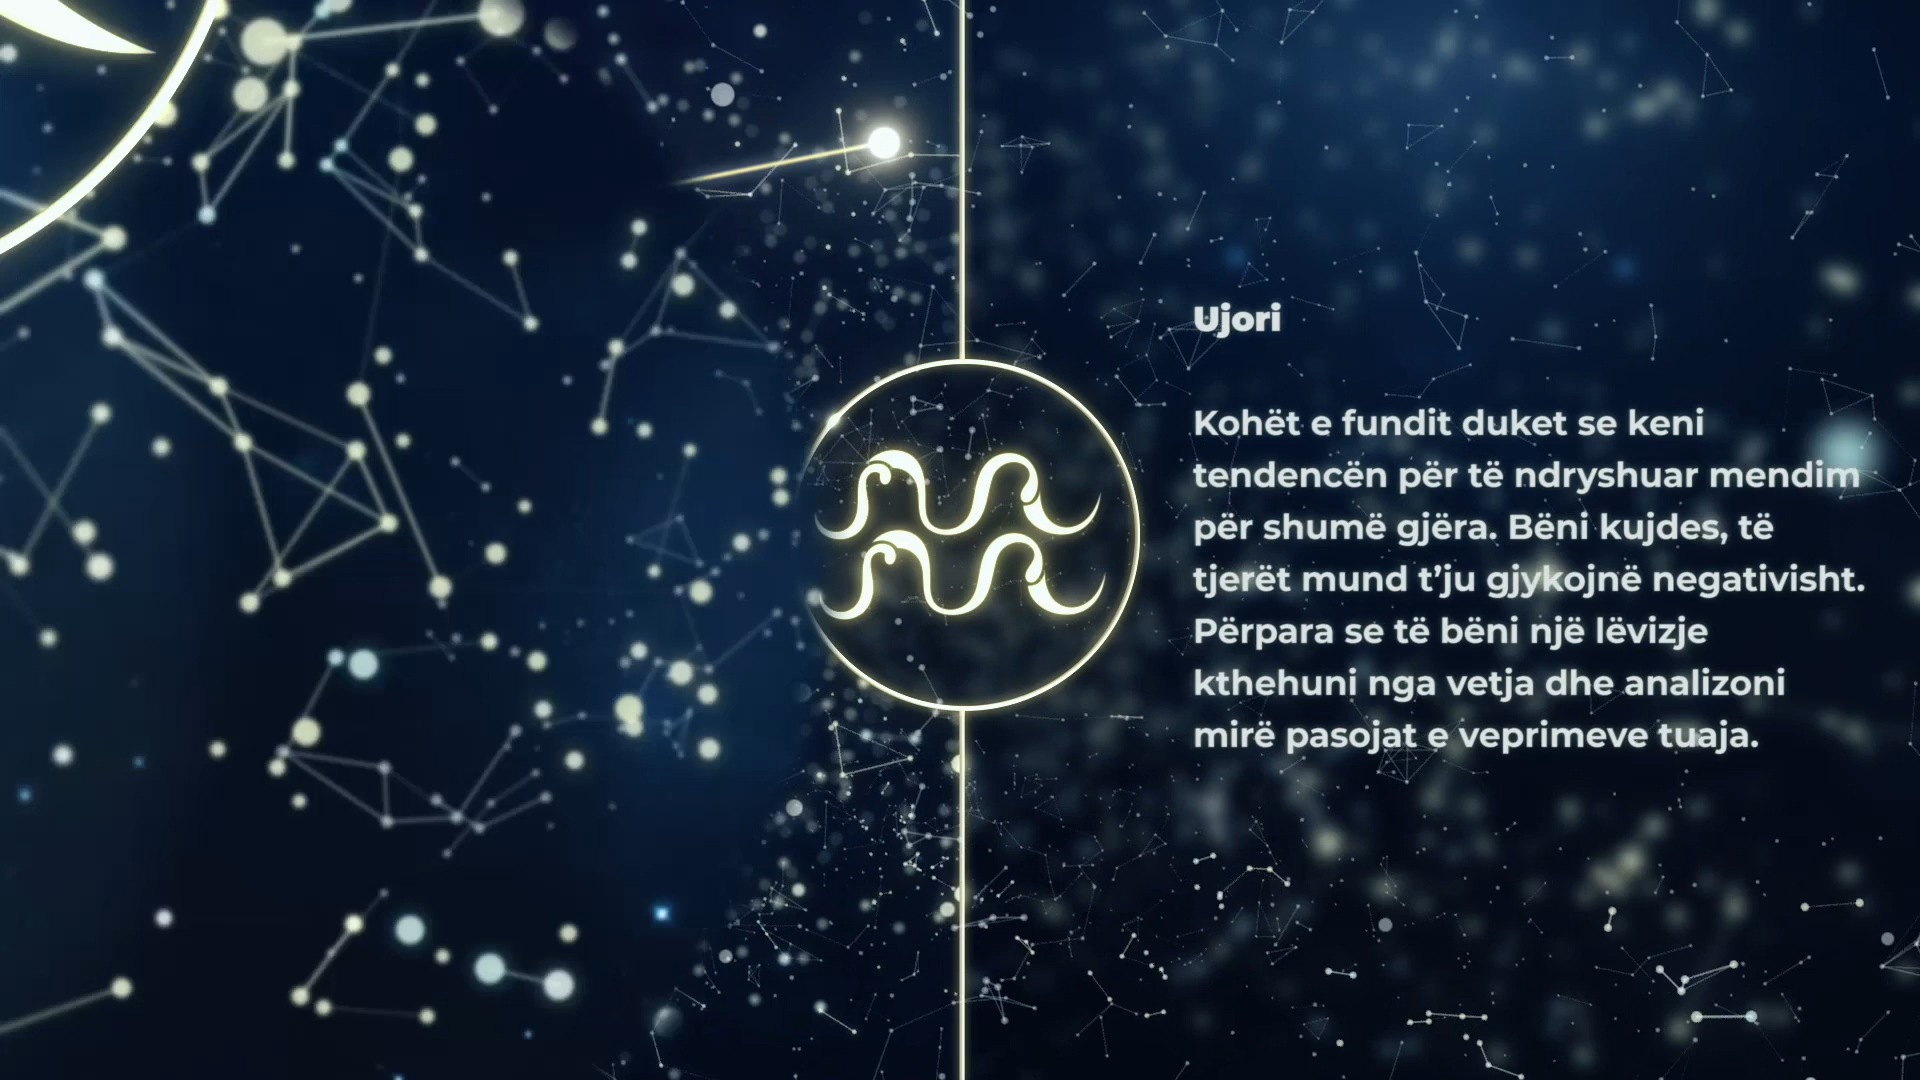 Ujori
Kohët e fundit duket se keni
tendencën për të ndryshuar mendim
për shumë gjëra. Bëni kujdes, të
tjerët mund t’ju gjykojnë negativisht.
Përpara se të bëni një lëvizje
kthehuni nga vetja dhe analizoni
mirë pasojat e veprimeve tuaja.